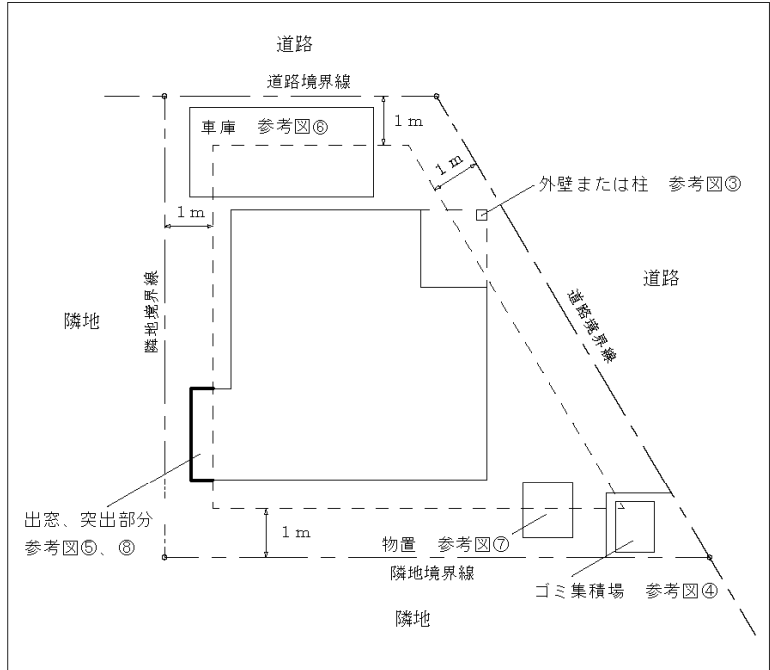 道路
道路境界線
車庫 参考図⑥
1m
1m
外壁または柱 参考図③
1m
隣地境界線
道路
道路境界線
隣地
出窓、突出部分
参考図⑤、⑧
1m
物置 参考図⑦
隣地境界線
ゴミ集積場 参考図④
隣地